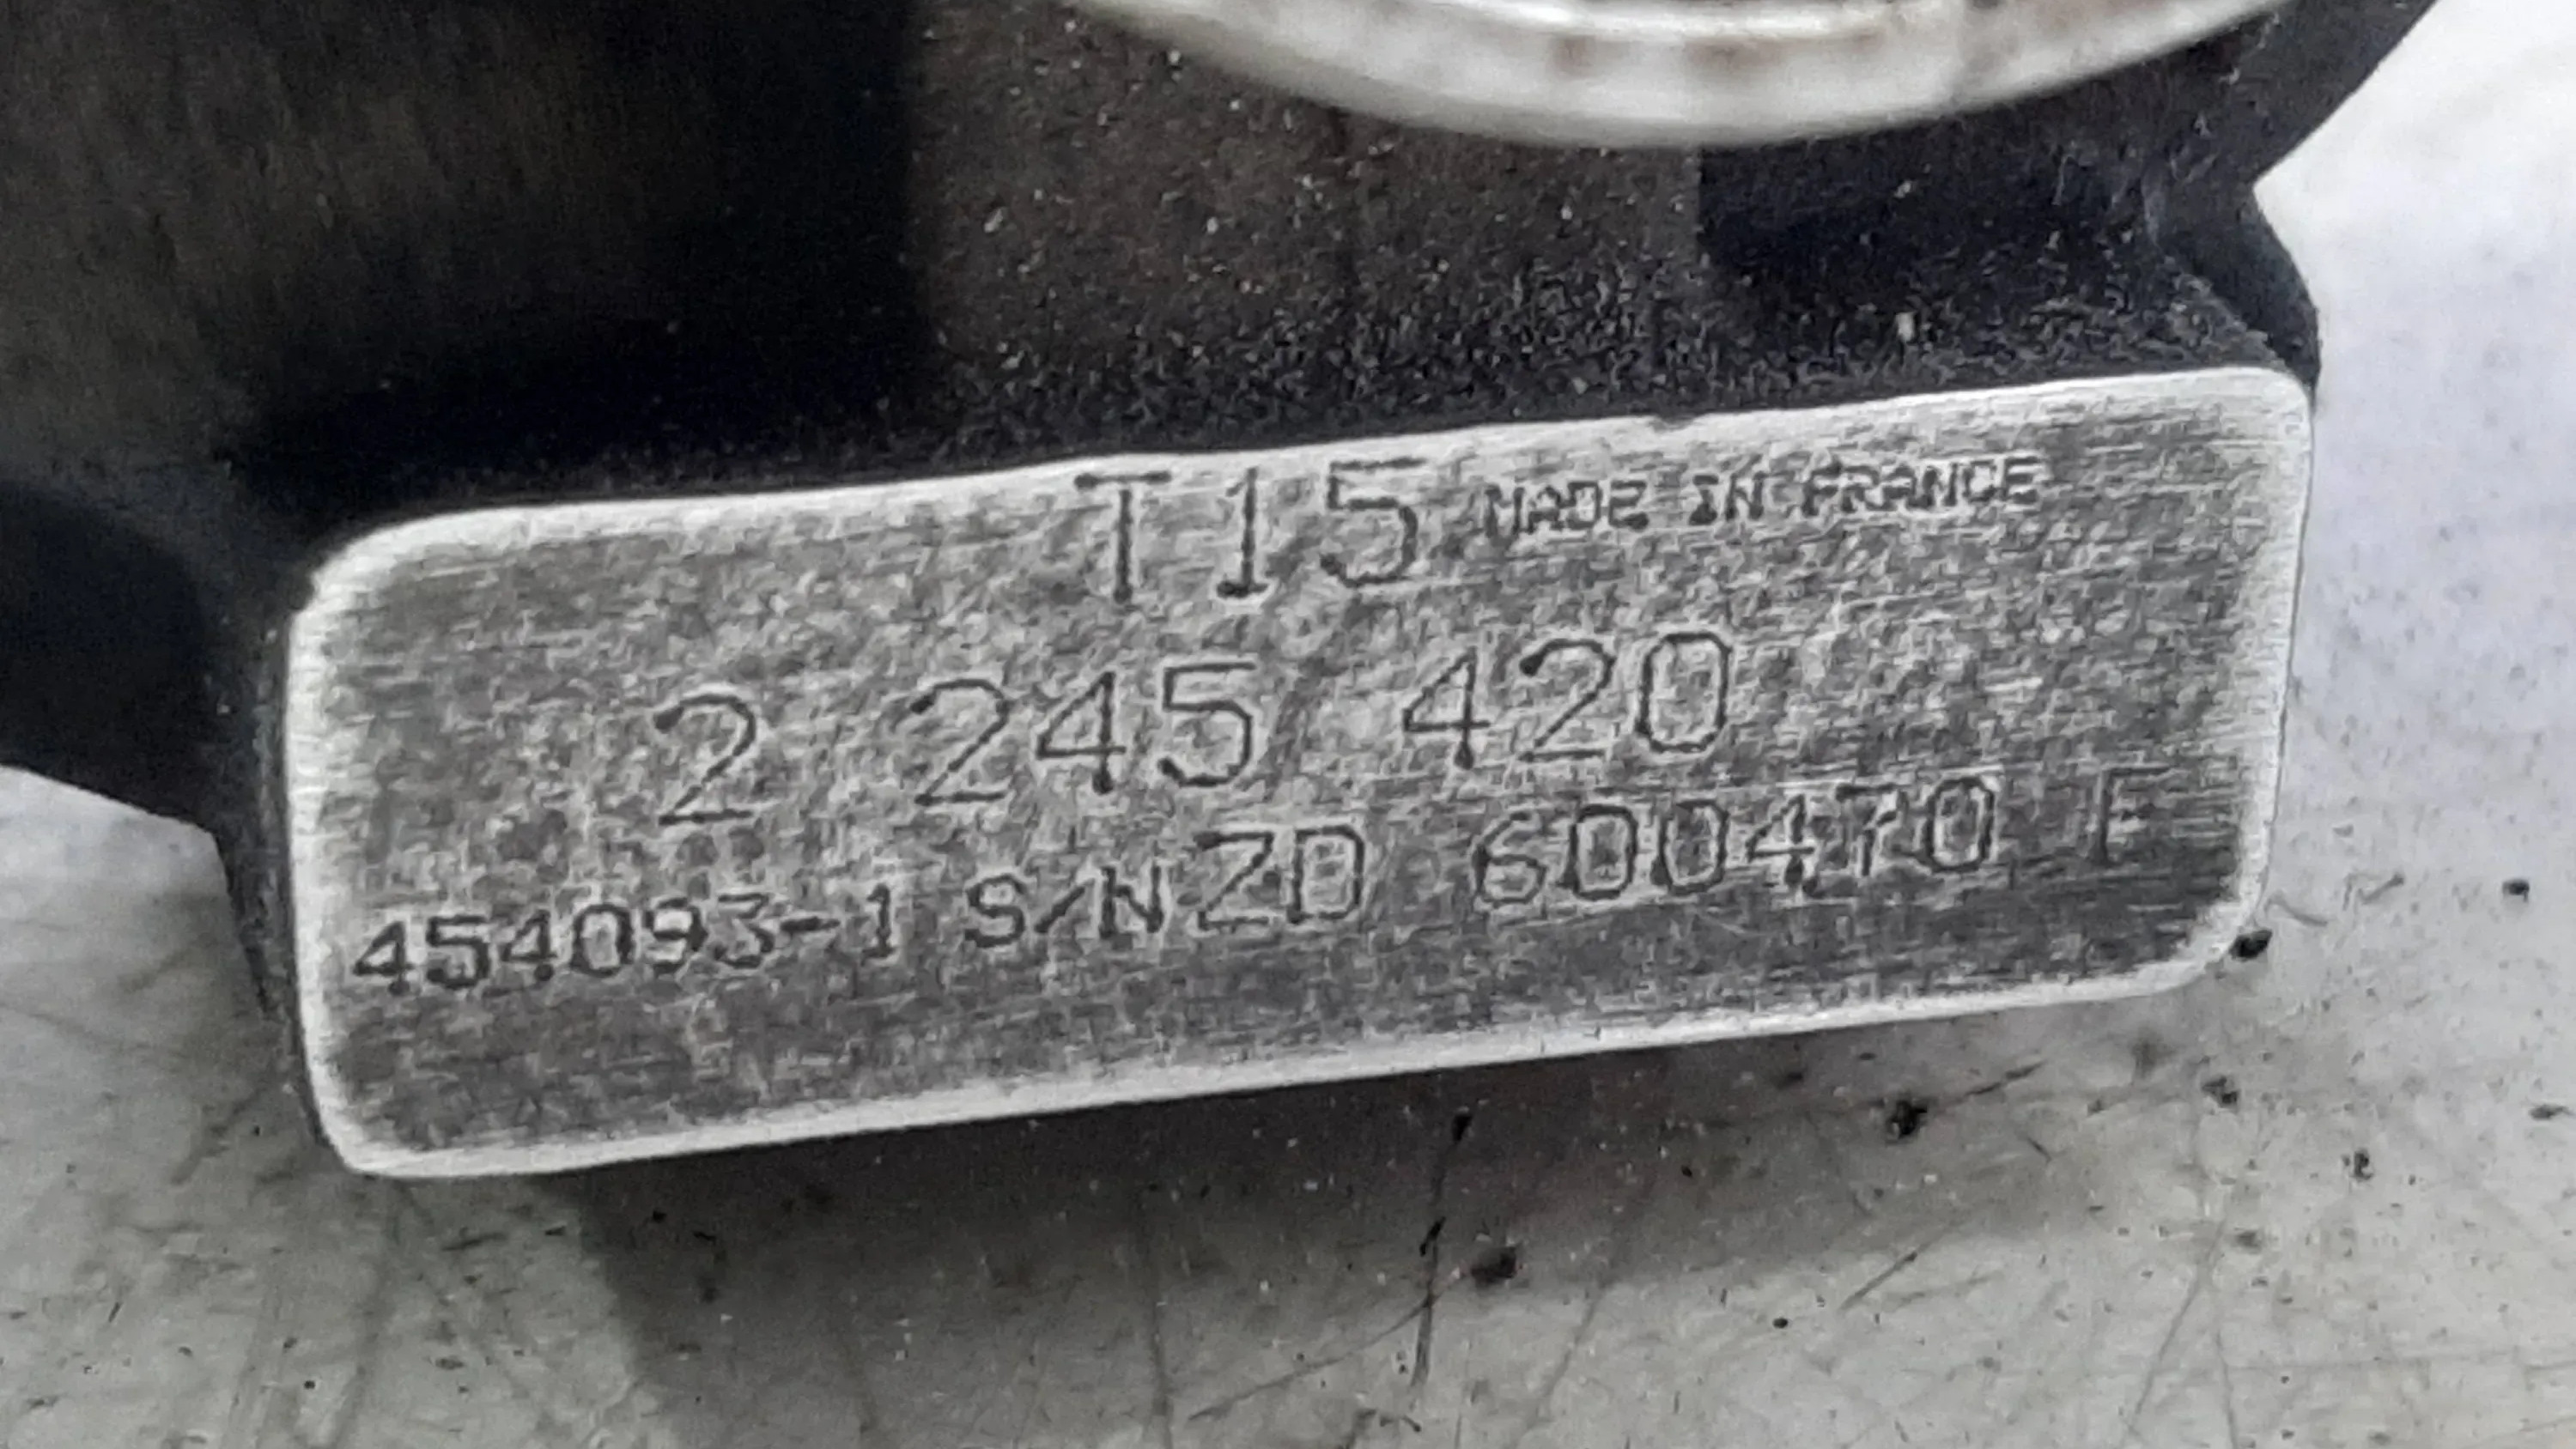 T15 MADE IN FRANCE
2 245 420
454093-1 S/N ZD 600470 F